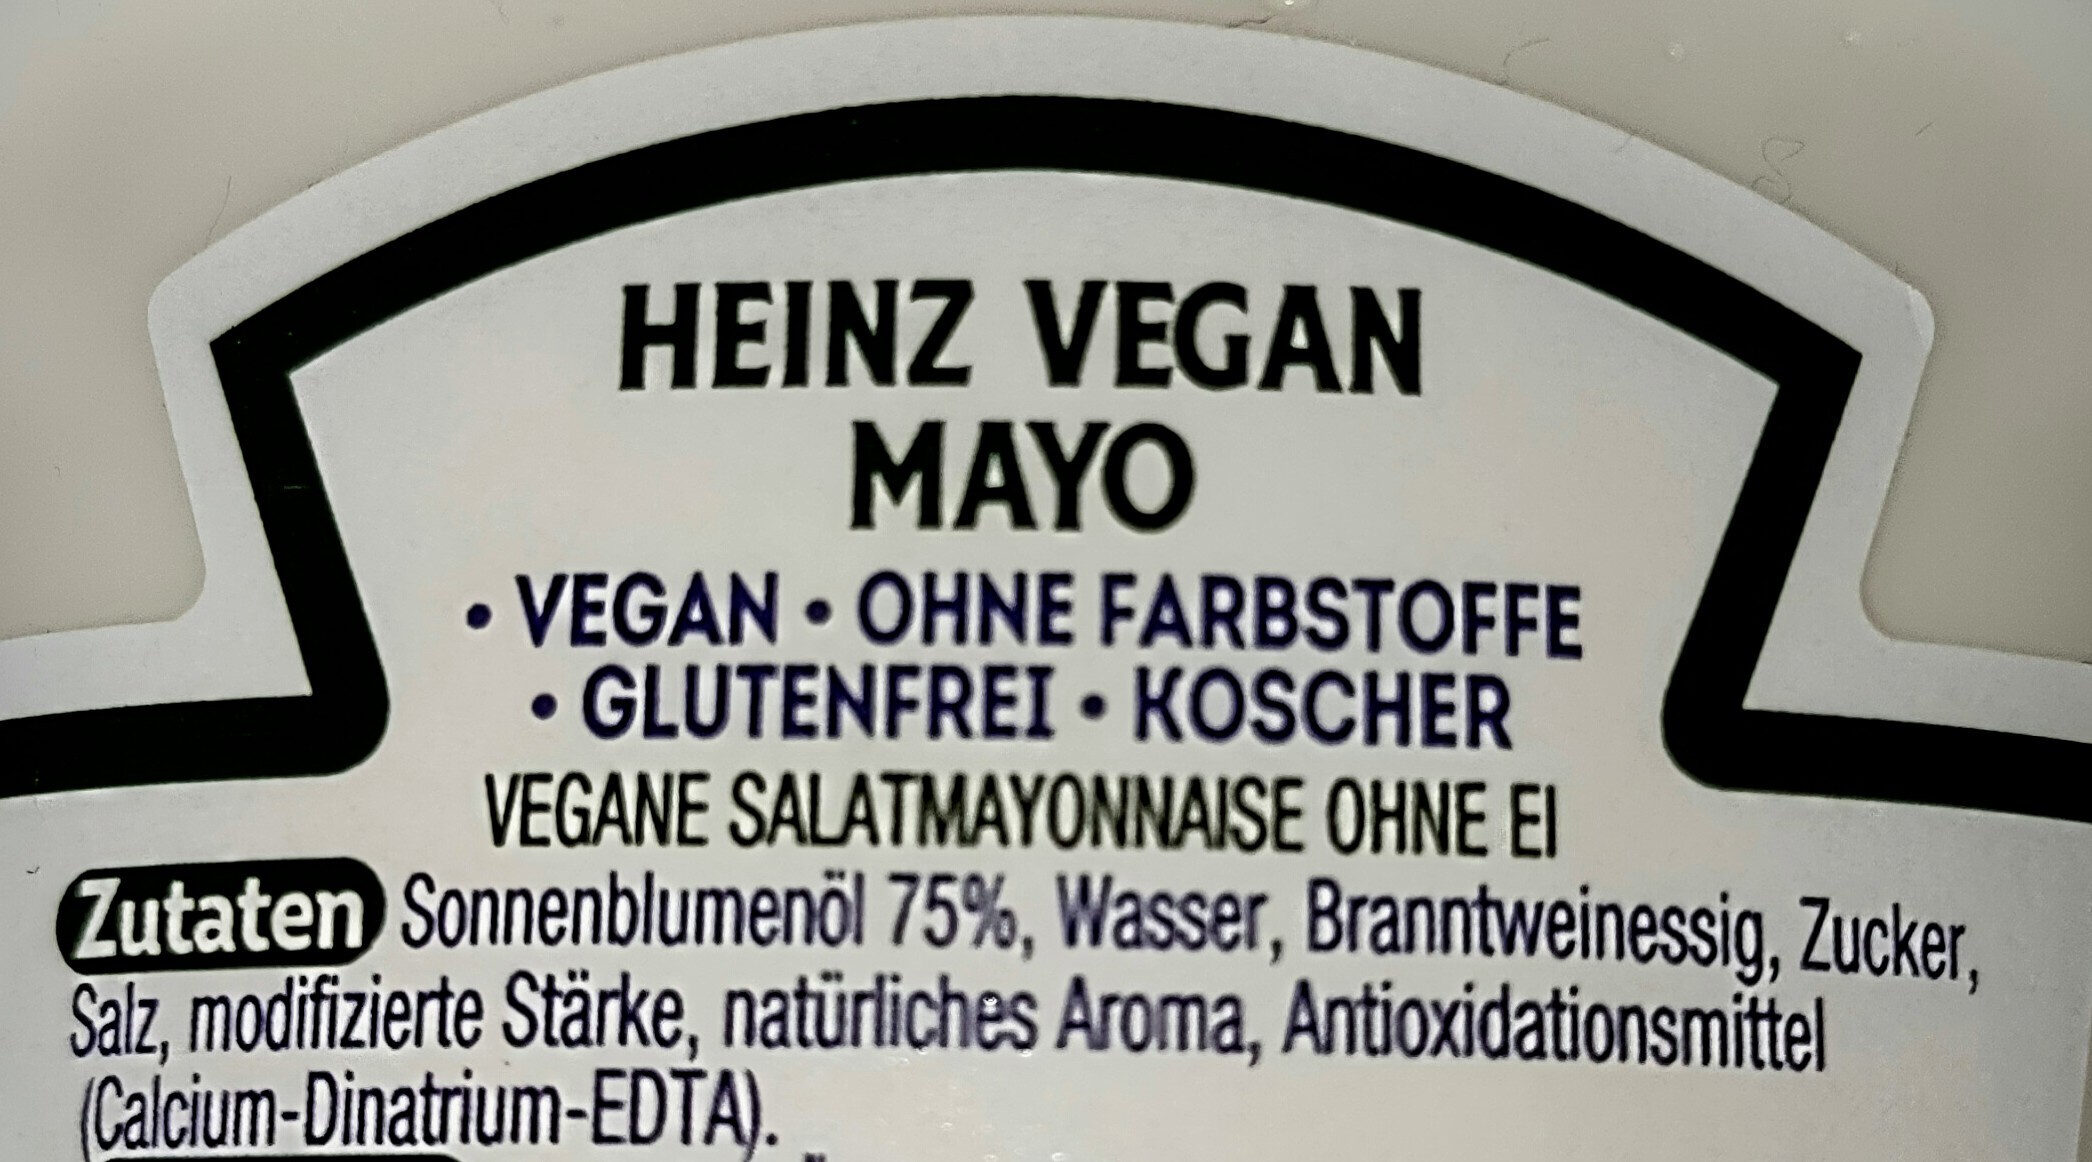 HEINZ VEGAN
MAYO
• VEGAN • OHNE FARBSTOFFE
• GLUTENFREI • KOSCHER
VEGANE SALATMAYONNAISE OHNE EI
Zutaten Sonnenblumenöl 75%, Wasser, Branntweinessig, Zucker,
Salz, modifizierte Stärke, natürliches Aroma, Antioxidationsmittel
(Calcium-Dinatrium-EDTA).